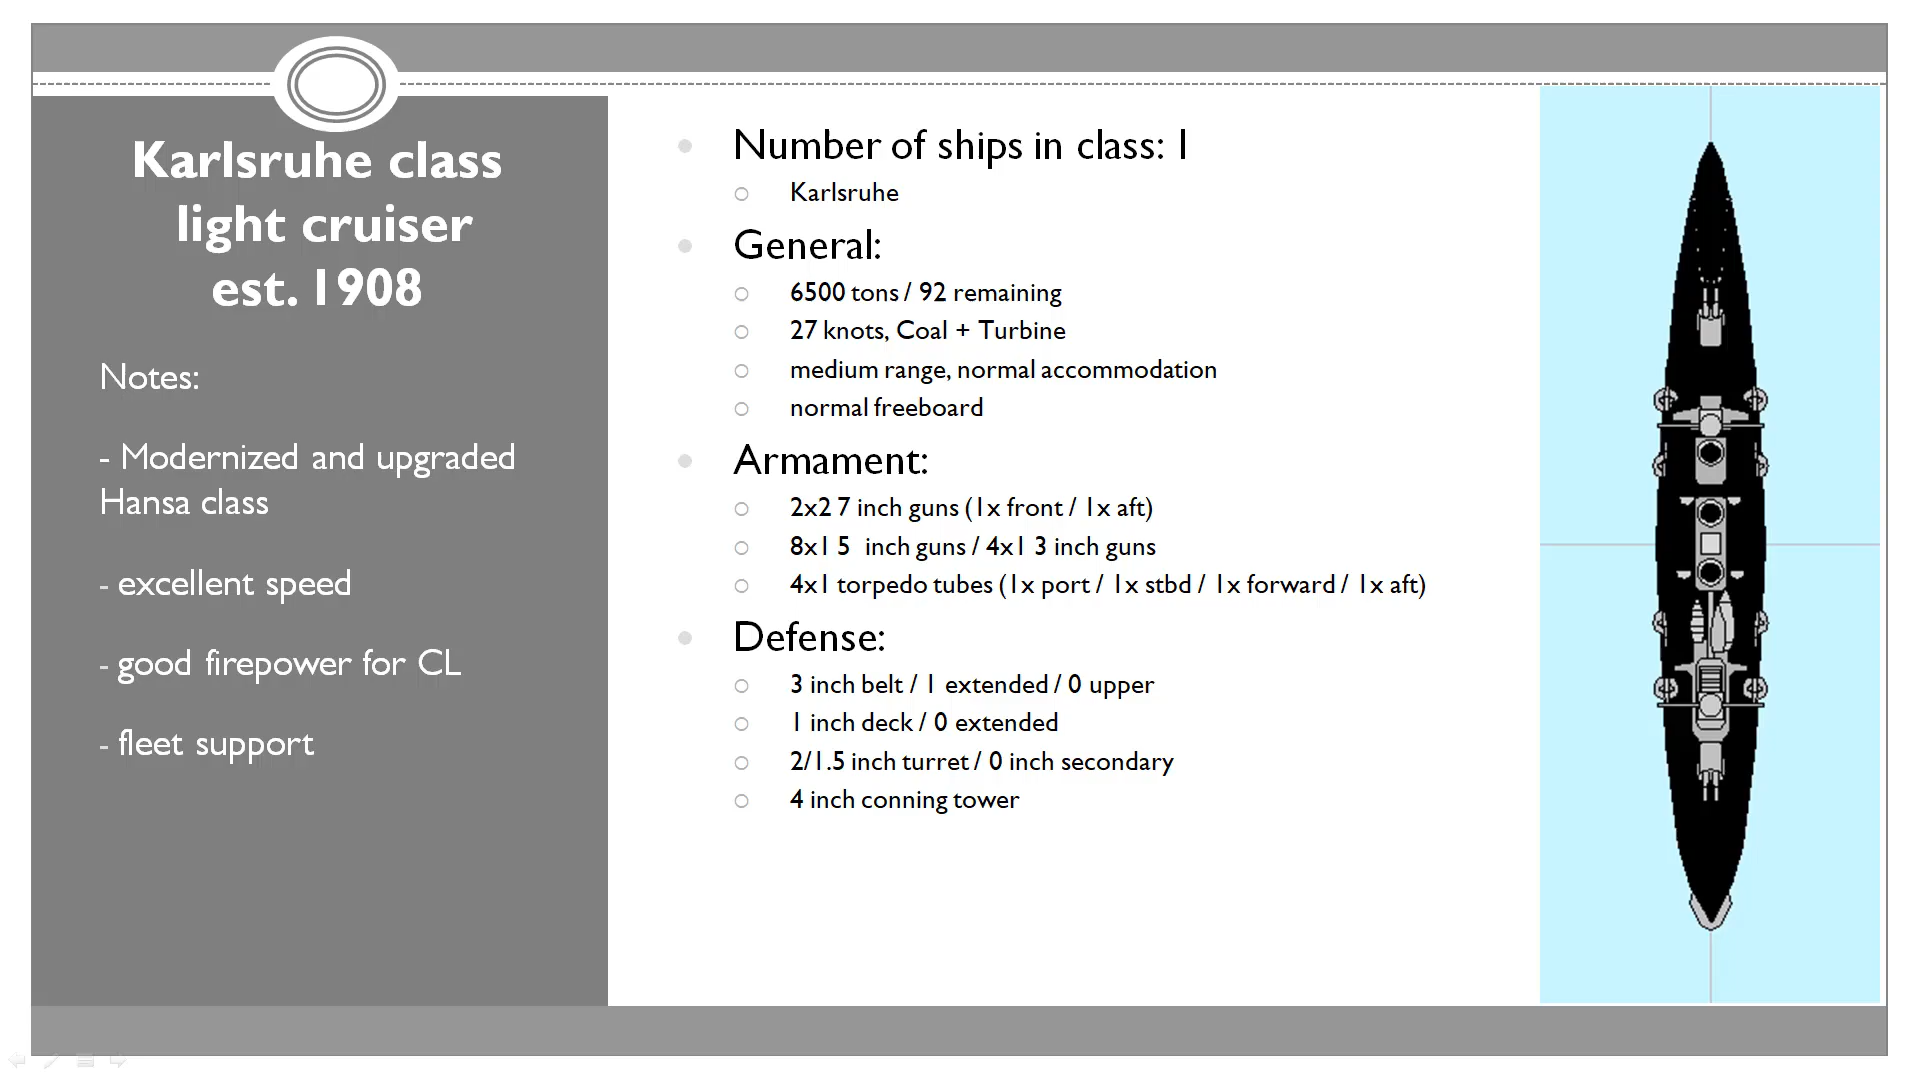 Karlsruhe class
light cruiser
est. 1908
Notes:
- Modernized and upgraded
Hansa class
- excellent speed
- good firepower for CL
- fleet support
Number of ships in class: 1
Karlsruhe
General:
6500 tons / 92 remaining
27 knots, Coal + Turbine
medium range, normal accommodation
normal freeboard
Armament:
2x2 7 inch guns (1x front / 1x aft)
8x1 5 inch guns / 4x1 3 inch guns
4x1 torpedo tubes (1x port / 1x stbd / 1x forward / 1x aft)
Defense:
3 inch belt / 1 extended / 0 upper
1 inch deck / 0 extended
2/1.5 inch turret / 0 inch secondary
4 inch conning tower